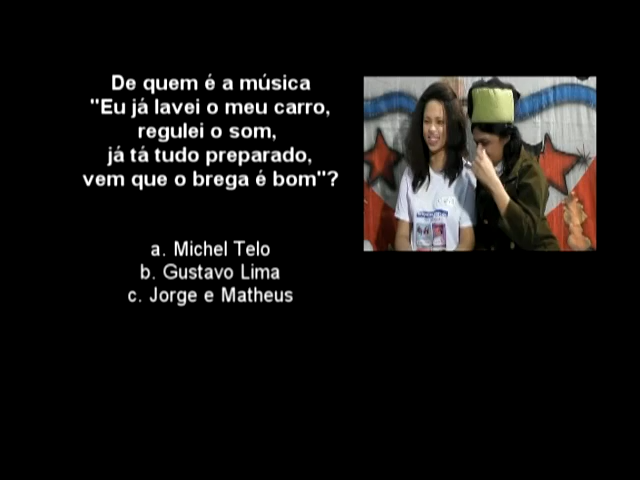 De quem é a música
"Eu já lavei o meu carro,
regulei o som,
já tá tudo preparado,
vem que o brega é bom"?
a. Michel Telo
b. Gustavo Lima
c. Jorge e Matheus